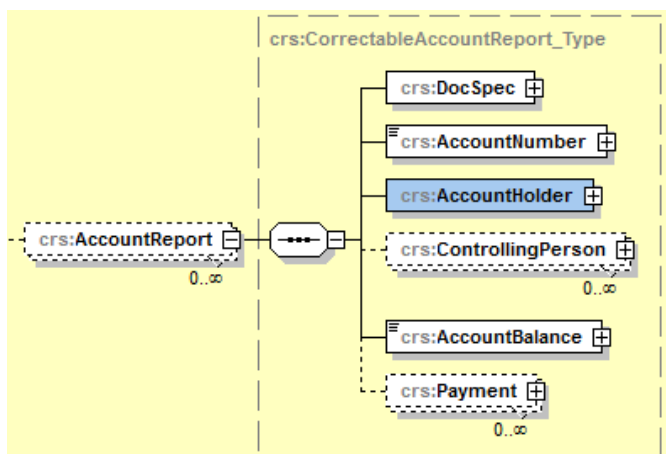 crs:CorrectableAccountReport_Type
crs:DocSpec
crs:AccountNumber
crs:AccountHolder
crs:AccountReport
0..∞
crs:ControllingPerson
0..∞
crs:AccountBalance
crs:Payment
0..∞